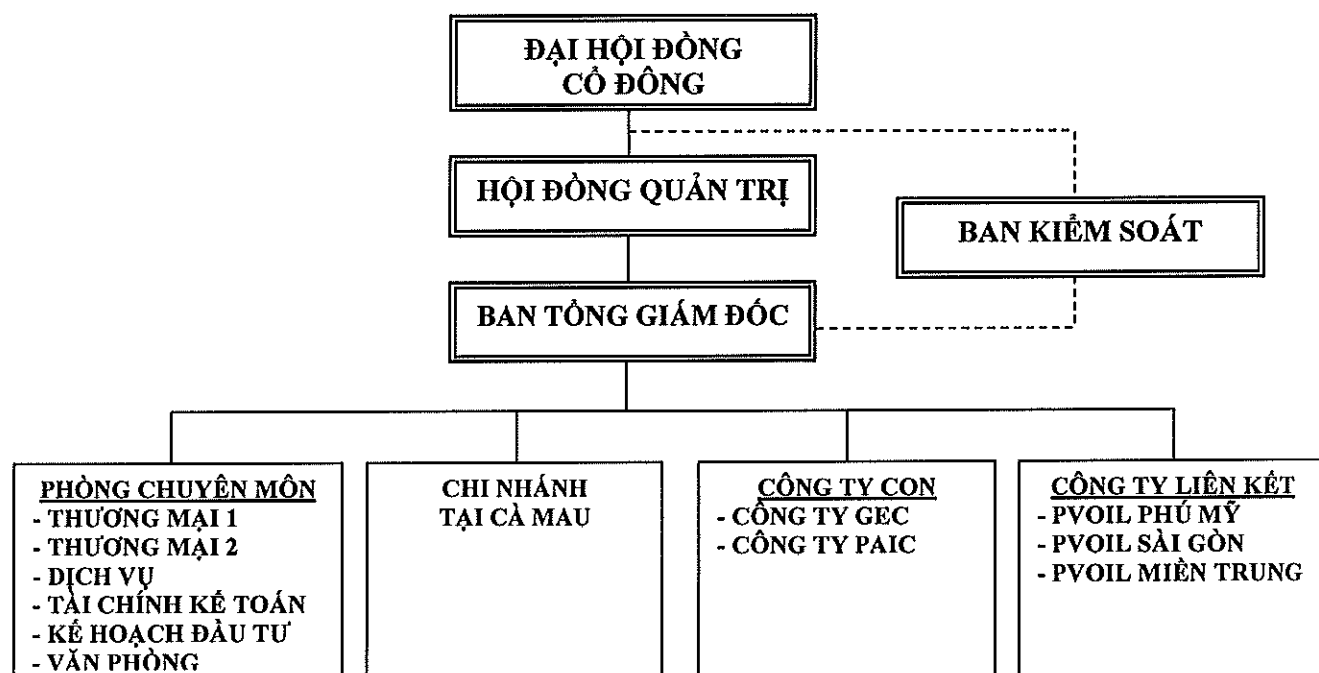 ĐẠI HỘI ĐỒNG
CỔ ĐÔNG
HỘI ĐỒNG QUẢN TRỊ
BAN KIỂM SOÁT
BAN TỔNG GIÁM ĐỐC
PHÒNG CHUYÊN MÔN
- THƯƠNG MẠI 1
- THƯƠNG MẠI 2
- DỊCH VỤ
- TÀI CHÍNH KẾ TOÁN
- KẾ HOẠCH ĐẦU TƯ
- VĂN PHÒNG
CHI NHÁNH
TẠI CÀ MAU
CÔNG TY CON
- CÔNG TY GEC
- CÔNG TY PAIC
CÔNG TY LIÊN KẾT
- PVOIL PHÚ MỸ
- PVOIL SÀI GÒN
- PVOIL MIỀN TRUNG